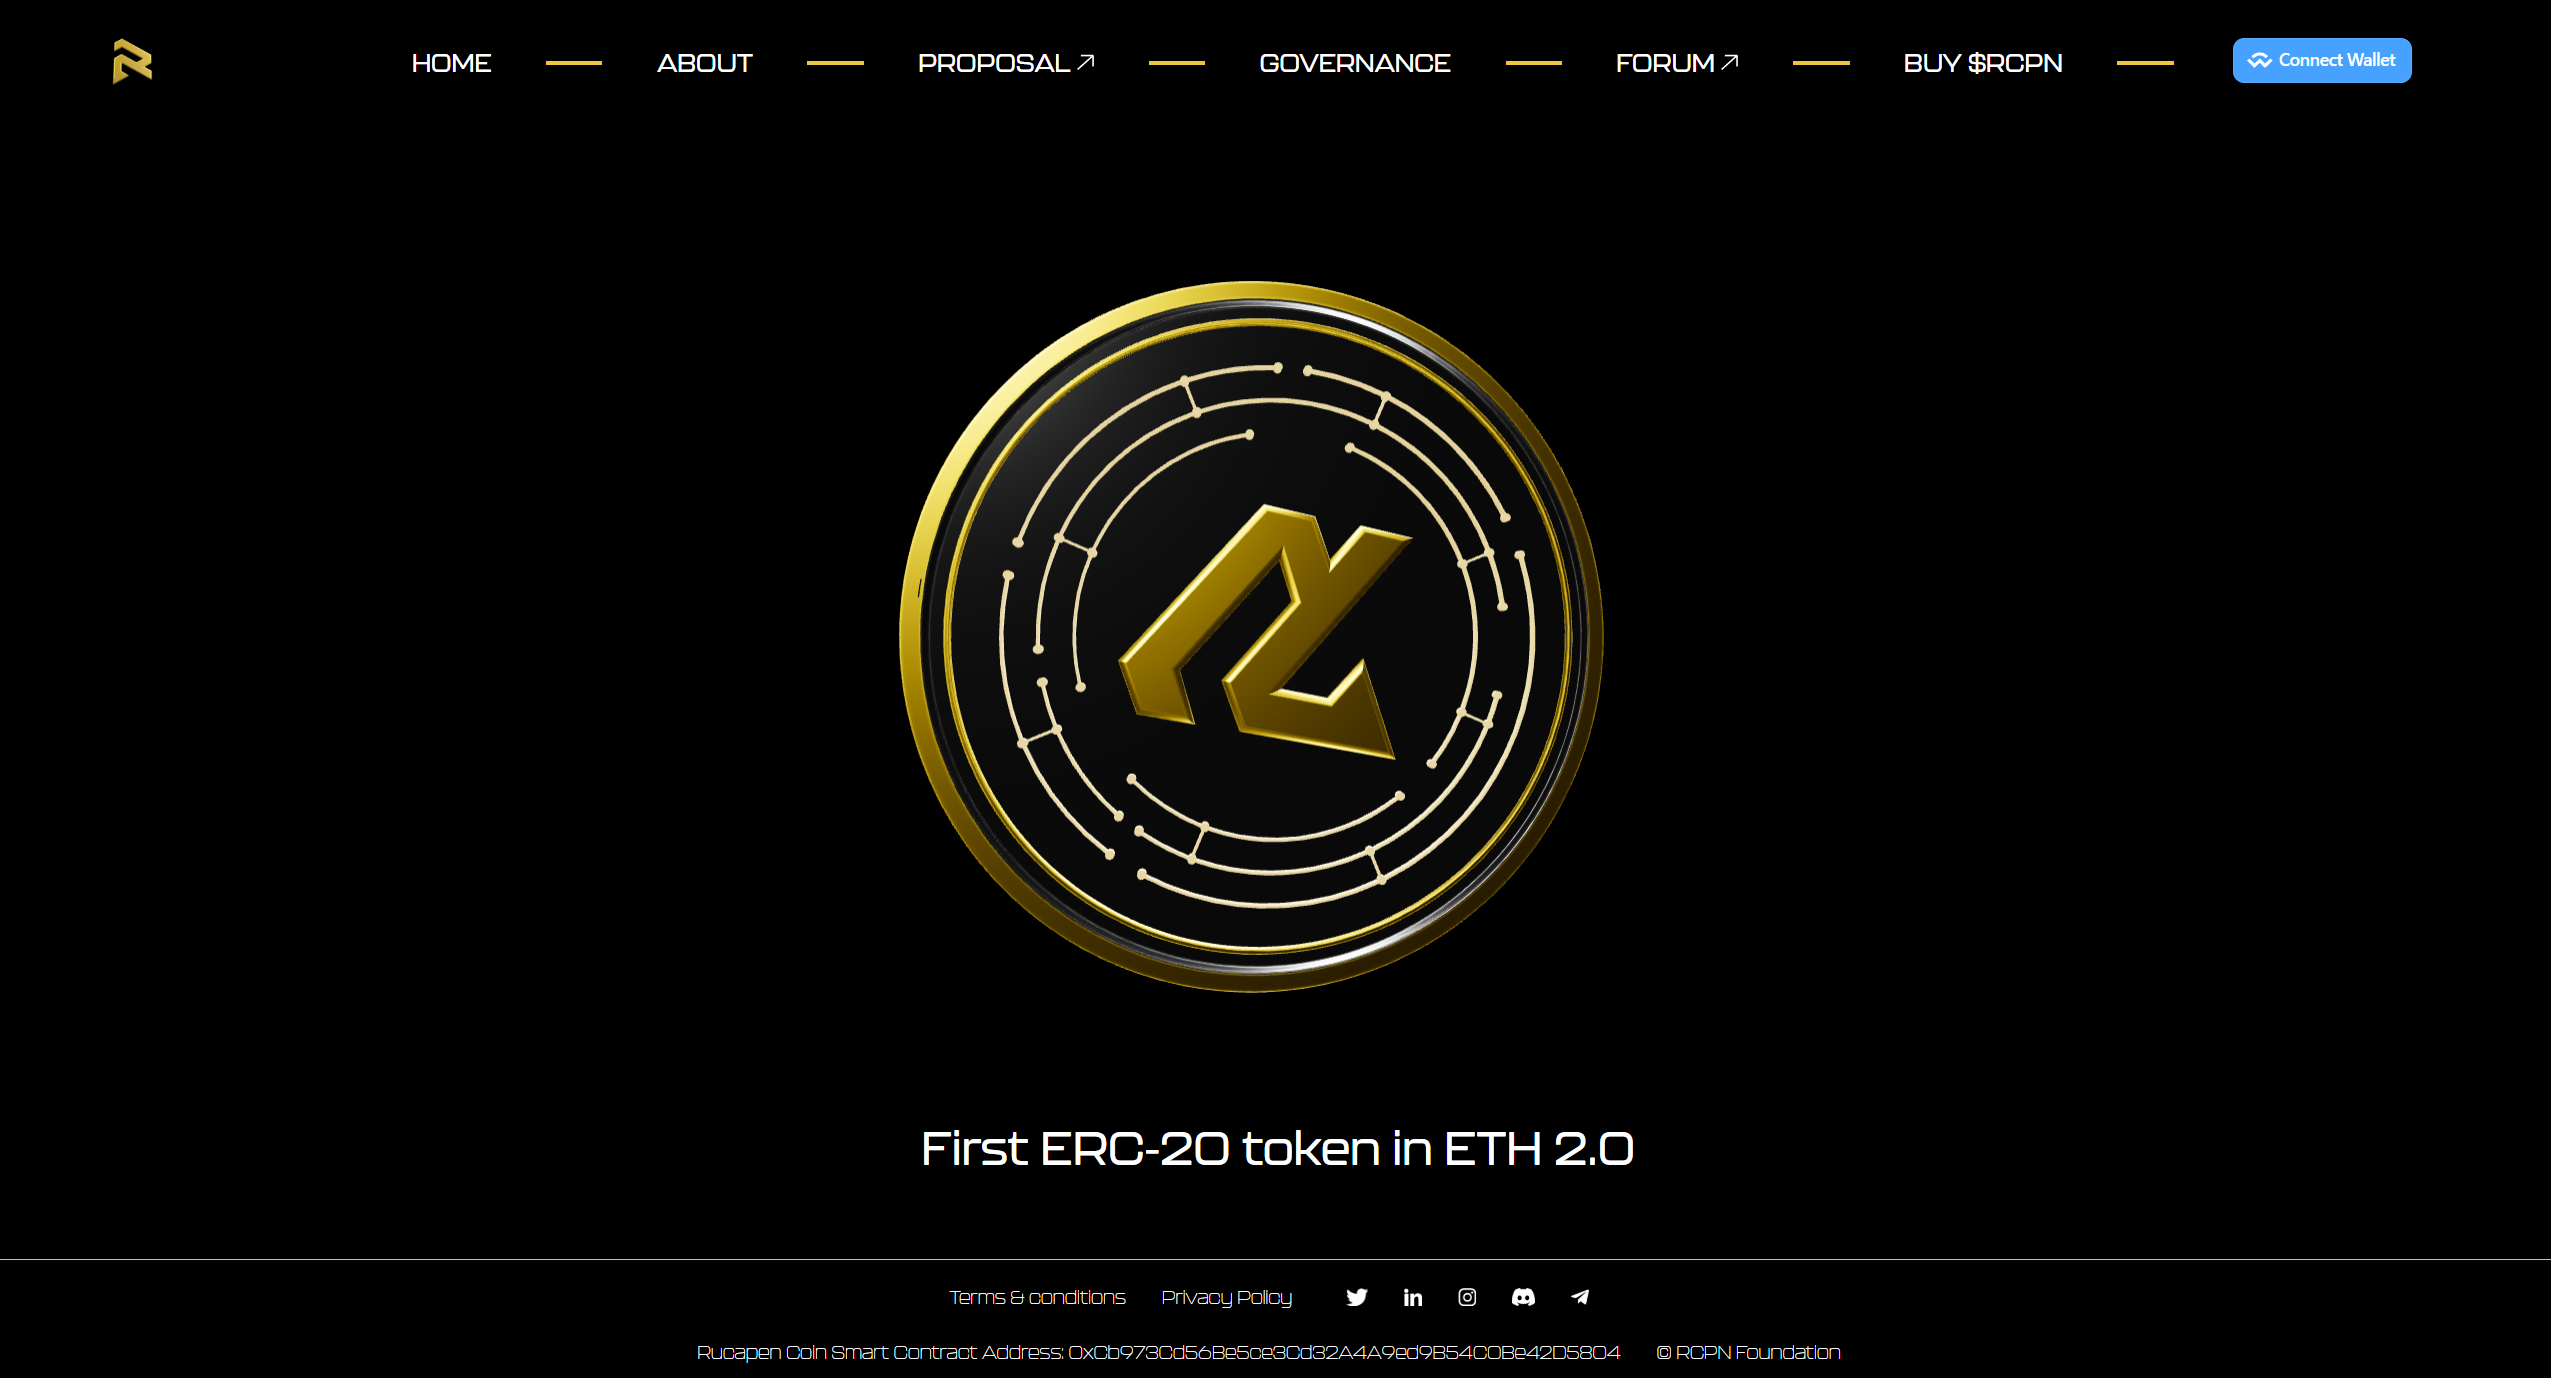 HOME ABOUT PROPOSAL GOVERNANCE FORUM BUY $RCPN Connect Wallet
First ERC-20 token in ETH 2.0
Terms & conditions Privacy Policy
Rucapen Coin Smart Contract Address: 0xCb973Cd56Be5ce3Cd32A4A9ed9B54C0Be42D5804 © RCPN Foundation